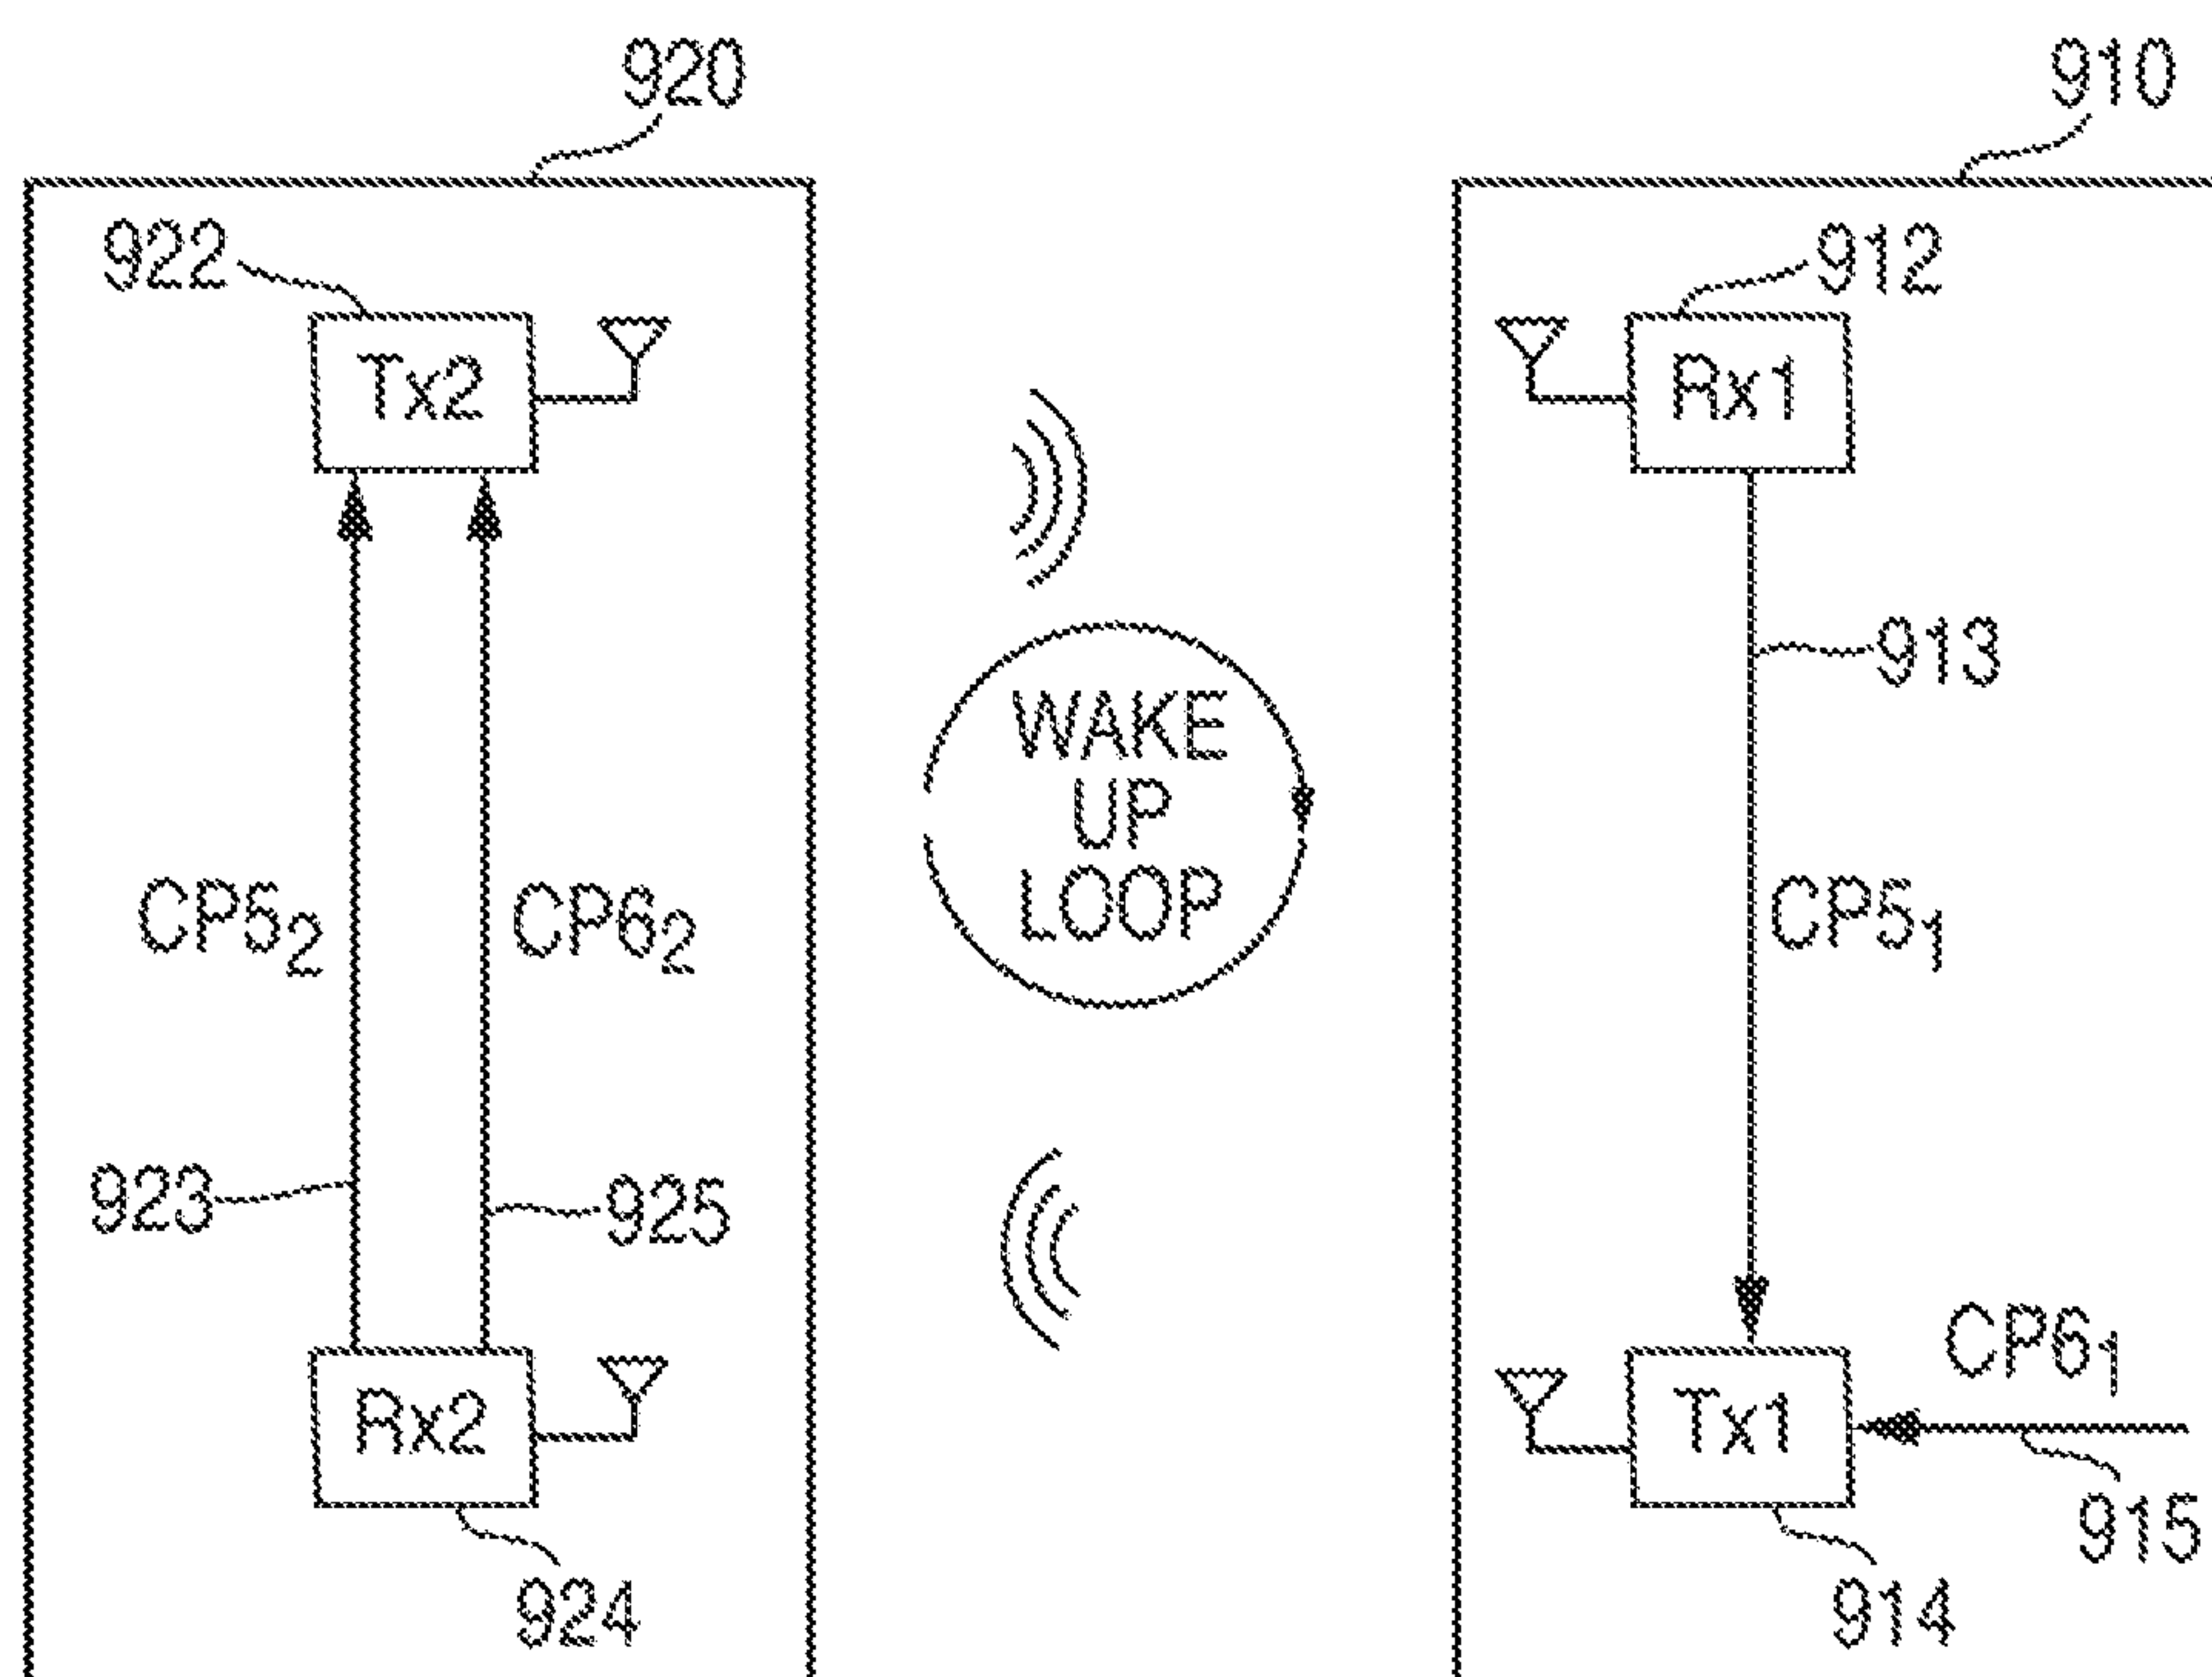 920
910
922
912
Tx2
Rx1
913
WAKE
UP
LOOP
CP5₂
CP6₂
CP5₁
923
925
CP6₁
Rx2
Tx1
915
924
914